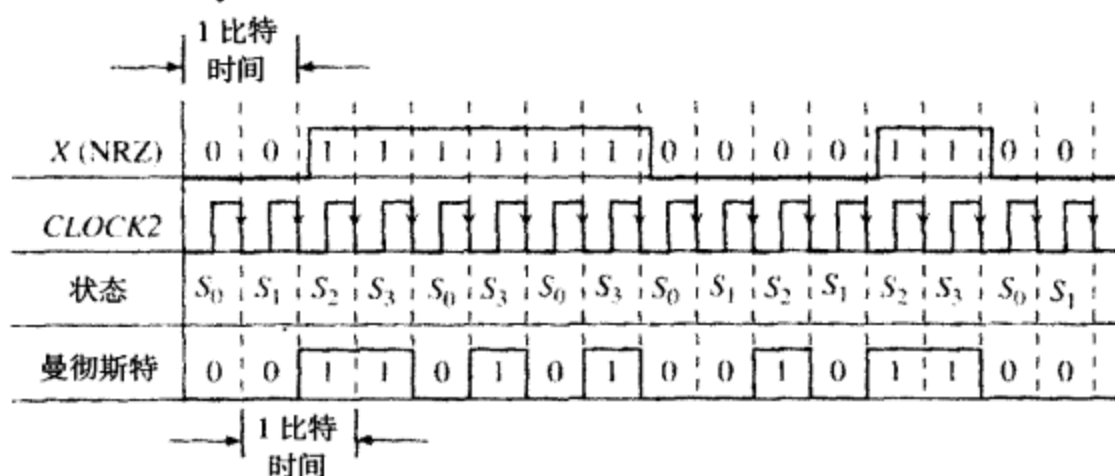 1 比特
时间
X (NRZ) 0 0 1 1 1 1 1 1 0 0 0 0 1 1 0 0
CLOCK2
状态 S0 S1 S2 S3 S0 S3 S0 S3 S0 S1 S2 S1 S2 S3 S0 S1
曼彻斯特 0 0 1 1 0 1 0 1 0 0 1 0 1 1 0 0
1 比特
时间